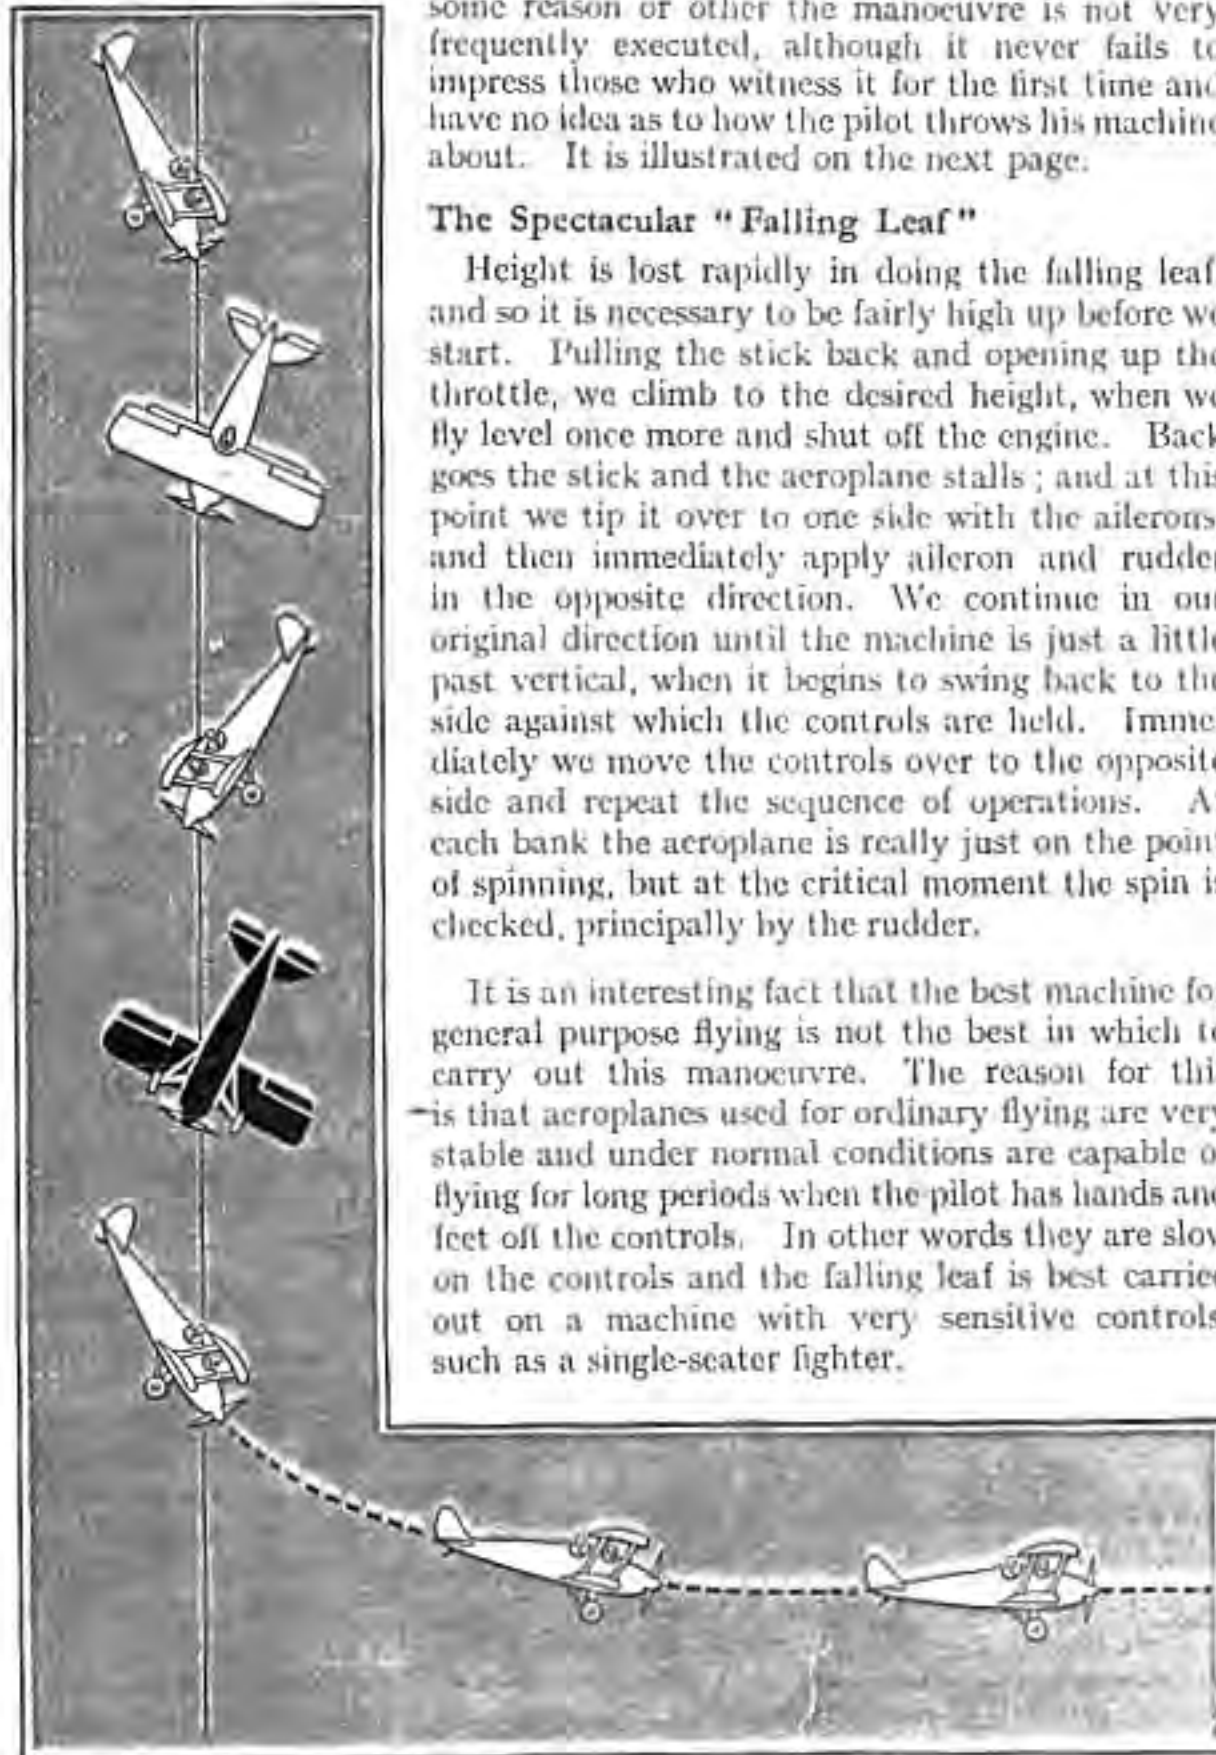 some reason or other the manoeuvre is not very
frequently executed, although it never fails to
impress those who witness it for the first time and
have no idea as to how the pilot throws his machine
about. It is illustrated on the next page.
The Spectacular "Falling Leaf"
Height is lost rapidly in doing the falling leaf
and so it is necessary to be fairly high up before we
start. Pulling the stick back and opening up the
throttle, we climb to the desired height, when we
fly level once more and shut off the engine. Back
goes the stick and the aeroplane stalls; and at this
point we tip it over to one side with the ailerons
and then immediately apply aileron and rudder
in the opposite direction. We continue in our
original direction until the machine is just a little
past vertical, when it begins to swing back to the
side against which the controls are held. Imme-
diately we move the controls over to the opposite
side and repeat the sequence of operations. At
each bank the aeroplane is really just on the point
of spinning, but at the critical moment the spin is
checked, principally by the rudder.
It is an interesting fact that the best machine for
general purpose flying is not the best in which to
carry out this manoeuvre. The reason for this
is that aeroplanes used for ordinary flying are very
stable and under normal conditions are capable of
flying for long periods when the pilot has hands and
feet off the controls. In other words they are slow
on the controls and the falling leaf is best carried
out on a machine with very sensitive controls
such as a single-seater fighter.